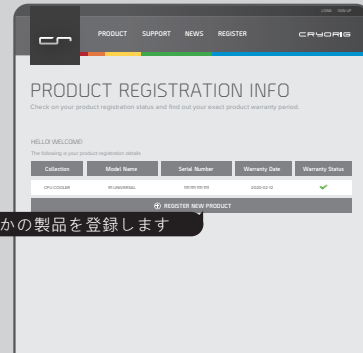 LOGIN SIGN UP
PRODUCT SUPPORT NEWS REGISTER
CRYORIG
PRODUCT REGISTRATION INFO
Check on your product registration status and find out your exact product warranty period.
HELLO! WELCOME!
The following is your product registration details
Collection Model Name Serial Number Warranty Date Warranty Status
CPU COOLER R1 UNIVERSAL 2020-02-12
REGISTER NEW PRODUCT
かの製品を登録します